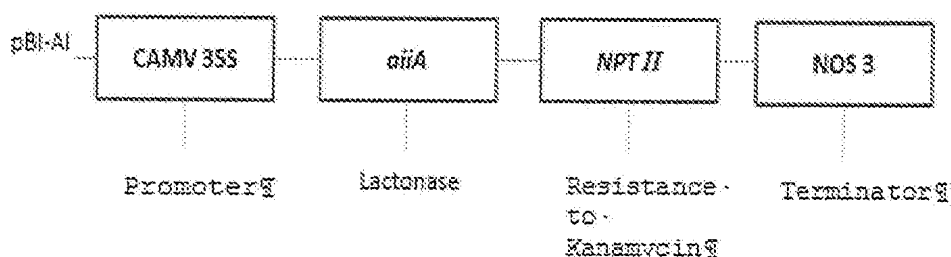 pBI-AI
CAMV 35S
aiiA
NPT II
NOS 3
Promoter¶
Lactonase
Resistance·
to·
Kanamycin¶
Terminator¶